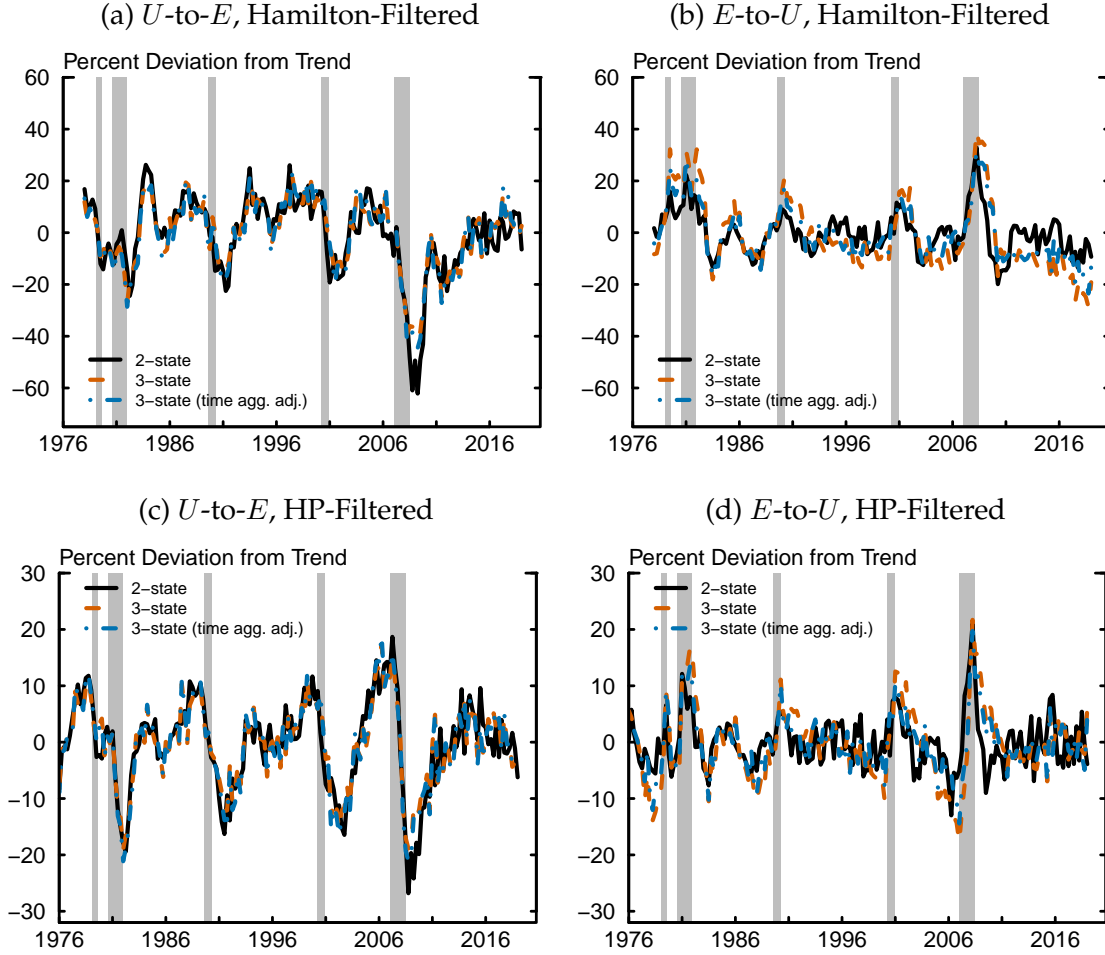 (a) U-to-E, Hamilton-Filtered
Percent Deviation from Trend
60
40
20
0
−20
−40
−60
2−state
3−state
3−state (time agg. adj.)
1976 1986 1996 2006 2016
(b) E-to-U, Hamilton-Filtered
Percent Deviation from Trend
60
40
20
0
−20
−40
−60
2−state
3−state
3−state (time agg. adj.)
1976 1986 1996 2006 2016
(c) U-to-E, HP-Filtered
Percent Deviation from Trend
30
20
10
0
−10
−20
−30
2−state
3−state
3−state (time agg. adj.)
1976 1986 1996 2006 2016
(d) E-to-U, HP-Filtered
Percent Deviation from Trend
30
20
10
0
−10
−20
−30
2−state
3−state
3−state (time agg. adj.)
1976 1986 1996 2006 2016